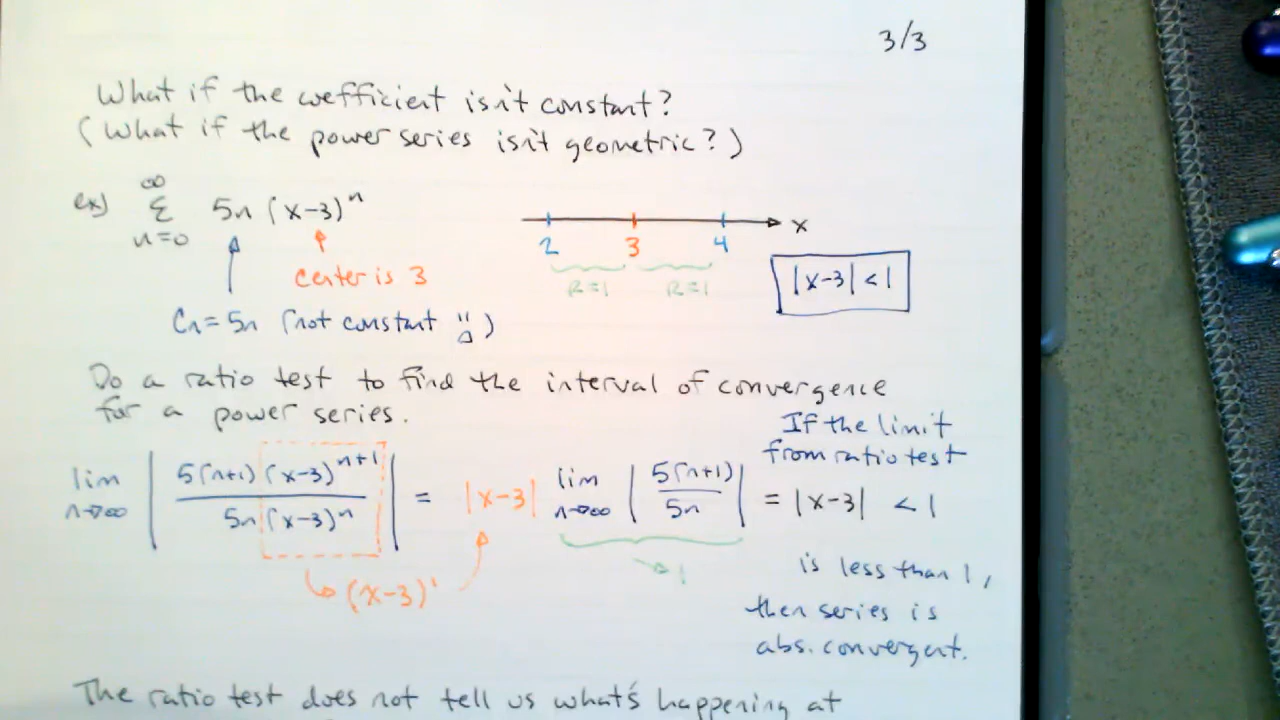 3/3
What if the coefficient isn't constant?
(What if the power series isn't geometric?)
ex) ∞ Σ n=0 5n (x-3)^n
center is 3
Cn = 5n (not constant )
2 3 4 x
R=1 R=1
|x-3| < 1
Do a ratio test to find the interval of convergence
for a power series.
lim n→∞ | 5(n+1)(x-3)^(n+1) / 5n(x-3)^n | = |x-3| lim n→∞ | 5(n+1) / 5n | = |x-3| < 1
↳ (x-3)^1
→ 1
If the limit
from ratio test
is less than 1,
then series is
abs. convergent.
The ratio test does not tell us what's happening at